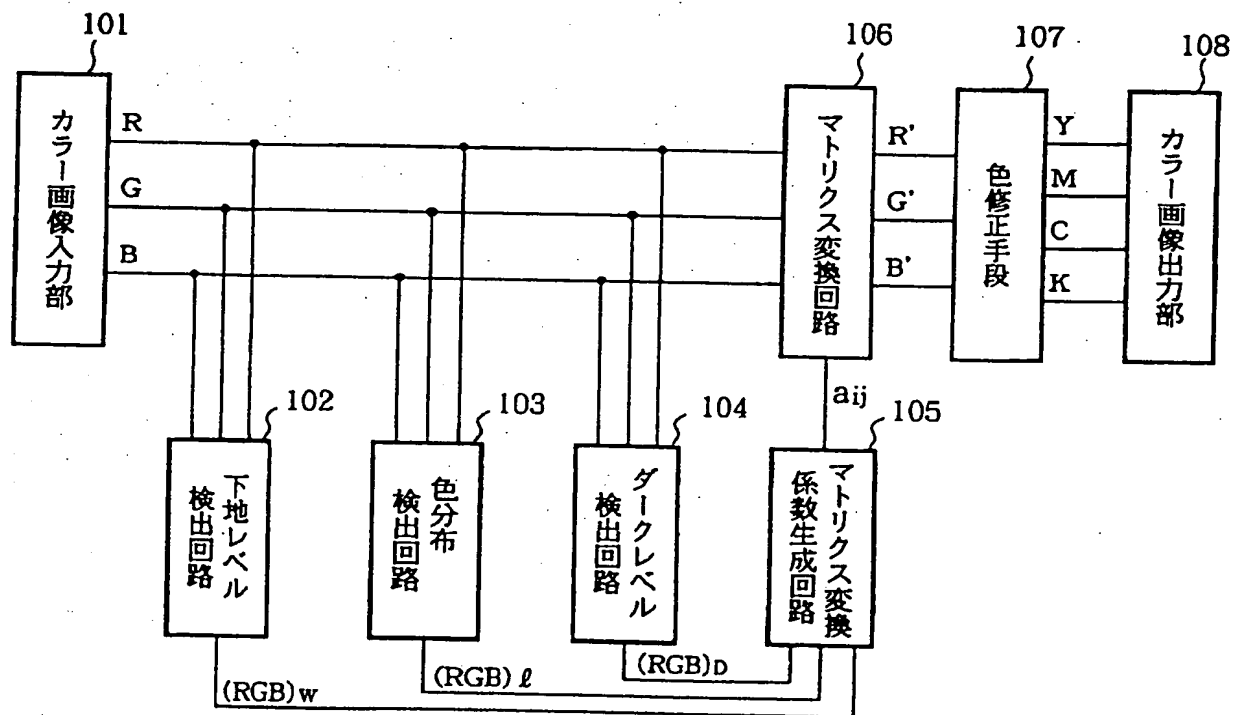 101
カラー画像入力部
R
G
B
106
マトリクス変換回路
R'
G'
B'
107
色修正手段
Y
M
C
K
108
カラー画像出力部
102
下地レベル
検出回路
103
色分布
検出回路
104
ダークレベル
検出回路
aij
105
マトリクス変換
係数生成回路
(RGB)W
(RGB)ℓ
(RGB)D